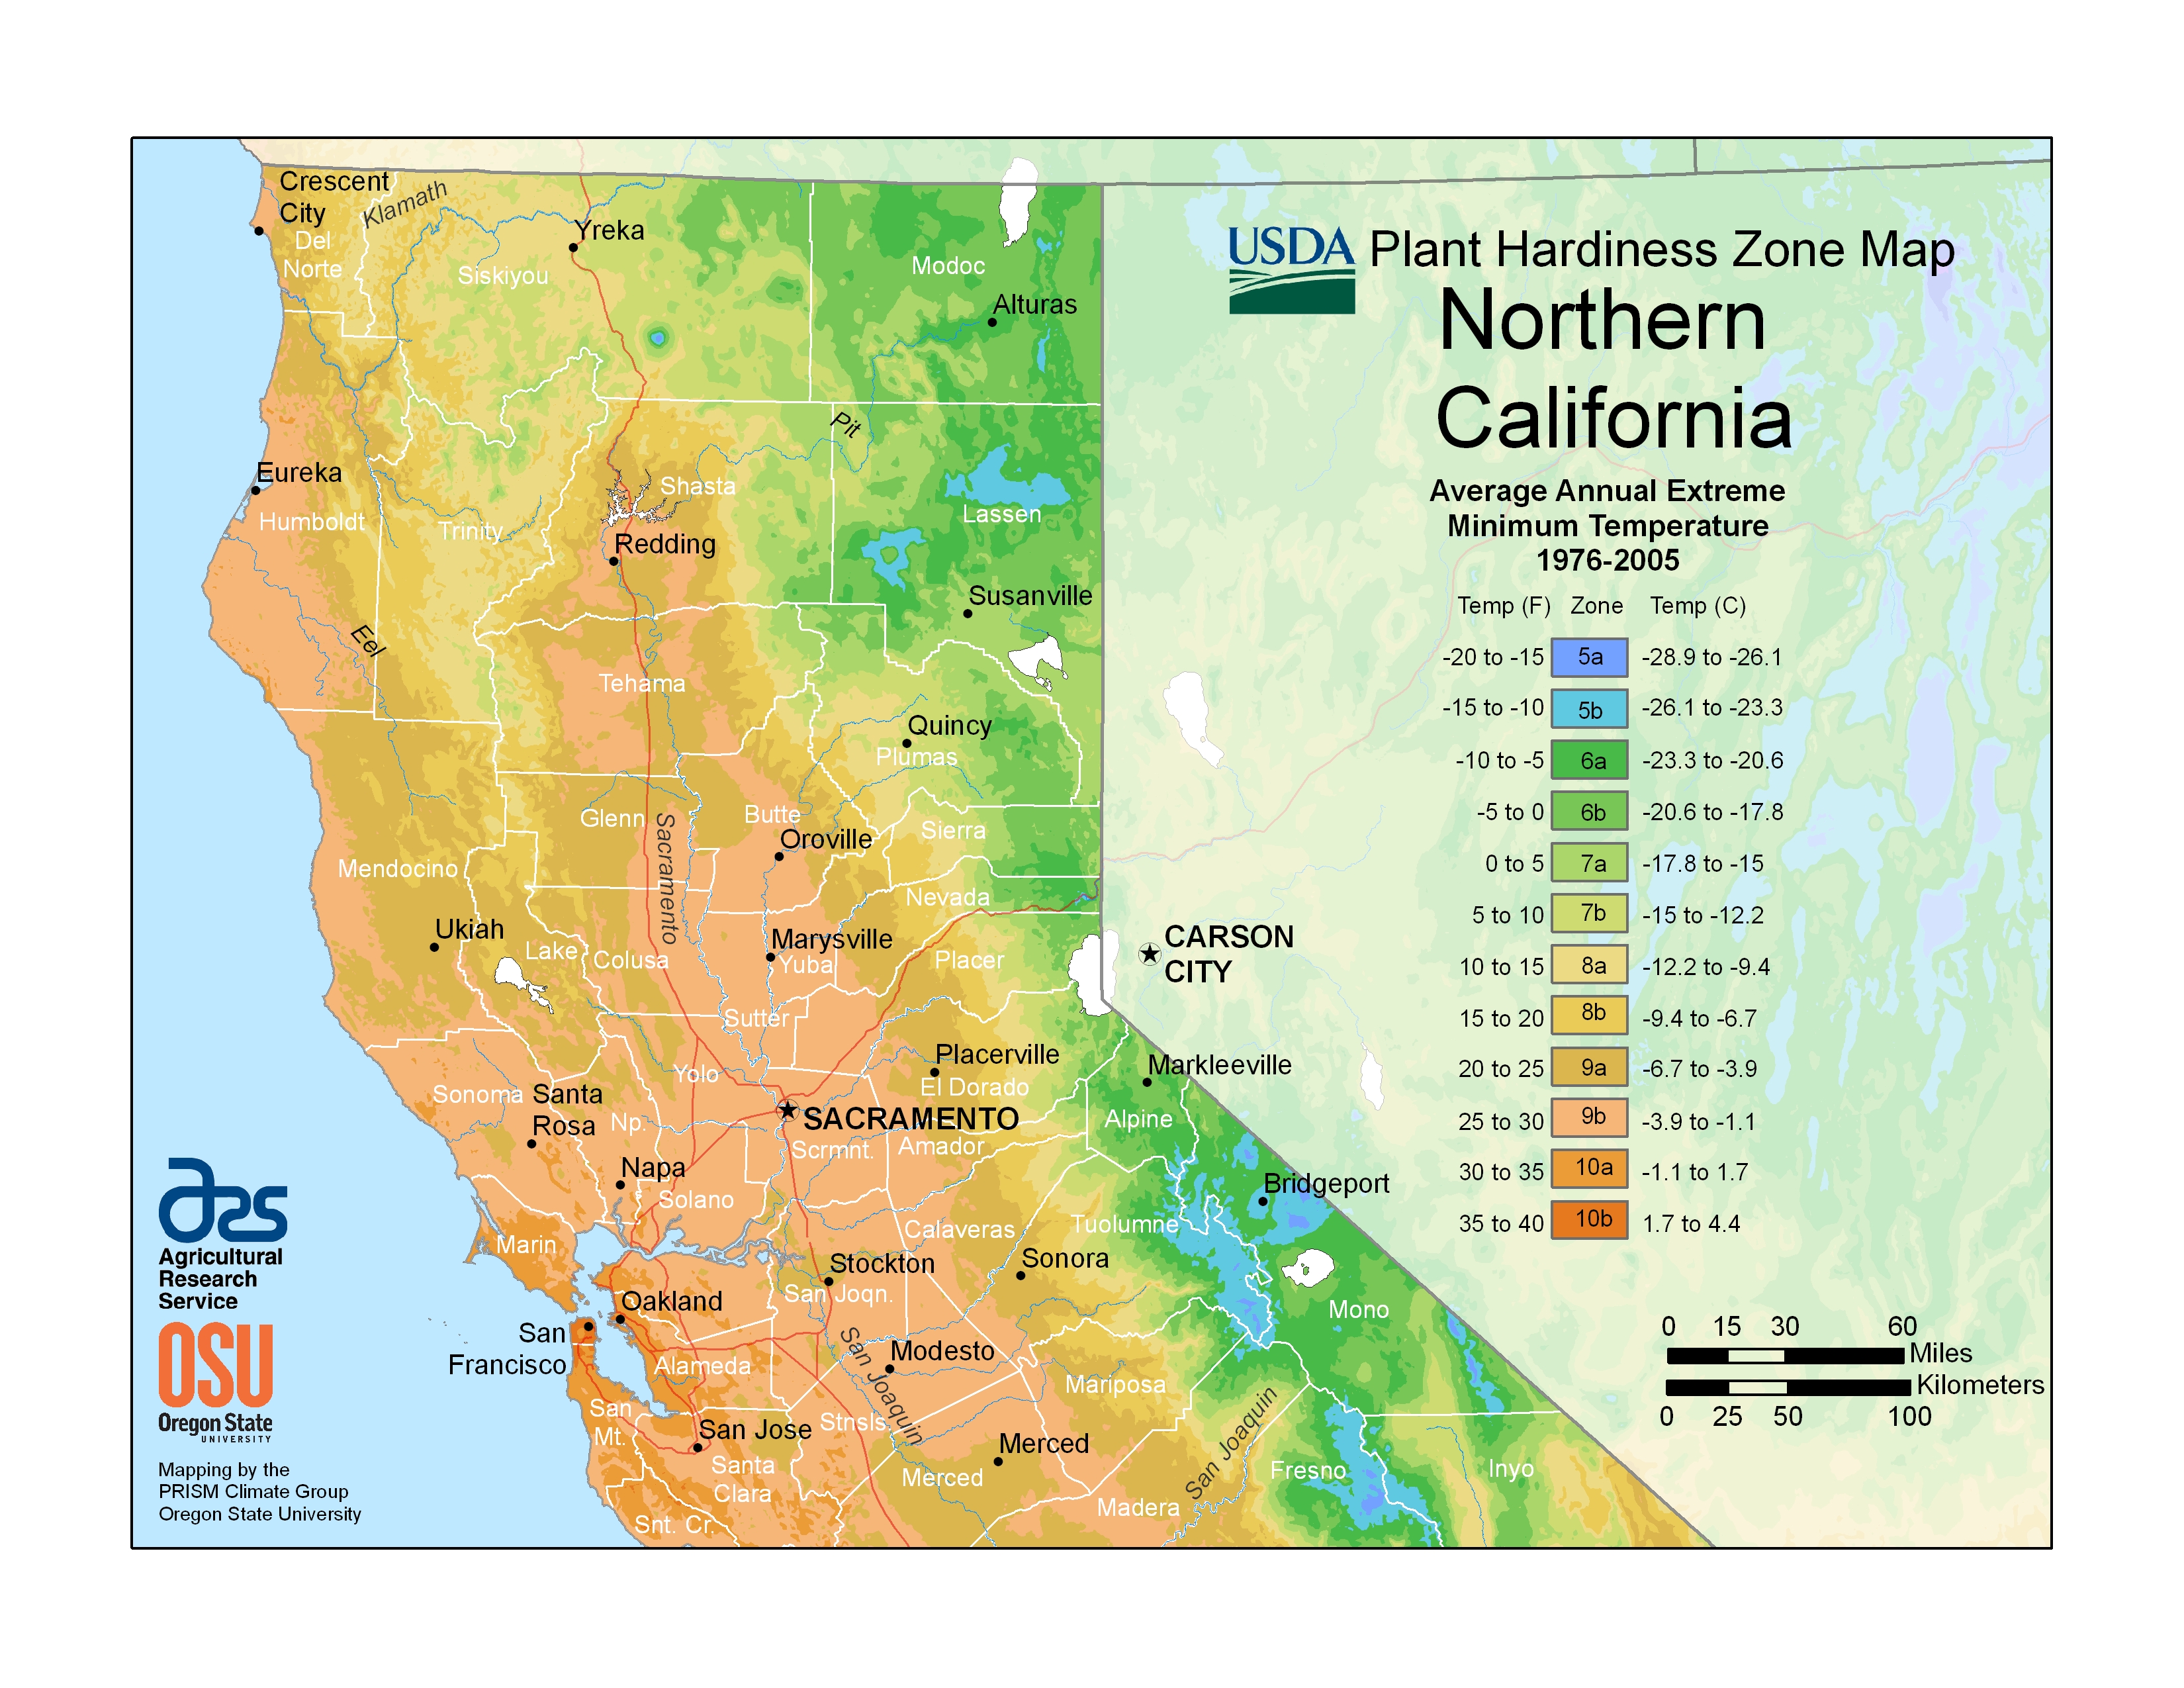 USDA Plant Hardiness Zone Map
Northern
California
Average Annual Extreme
Minimum Temperature
1976-2005
Temp (F) Zone Temp (C)
-20 to -15 5a -28.9 to -26.1
-15 to -10 5b -26.1 to -23.3
-10 to -5 6a -23.3 to -20.6
-5 to 0 6b -20.6 to -17.8
0 to 5 7a -17.8 to -15
5 to 10 7b -15 to -12.2
10 to 15 8a -12.2 to -9.4
15 to 20 8b -9.4 to -6.7
20 to 25 9a -6.7 to -3.9
25 to 30 9b -3.9 to -1.1
30 to 35 10a -1.1 to 1.7
35 to 40 10b 1.7 to 4.4
0 15 30 60
Miles
Kilometers
0 25 50 100
Crescent
City
Klamath
Del
Norte
Siskiyou
Yreka
Modoc
Alturas
Pit
Eureka
Humboldt
Trinity
Shasta
Redding
Lassen
Susanville
Eel
Tehama
Quincy
Plumas
Glenn
Sacramento
Butte
Oroville
Sierra
Mendocino
Nevada
Ukiah
Lake
Colusa
Marysville
Yuba
Placer
CARSON
CITY
Sutter
Placerville
El Dorado
Markleeville
Yolo
Sonoma
Santa
Rosa
Np.
SACRAMENTO
Scrmnt.
Amador
Alpine
Napa
Solano
Bridgeport
Marin
Calaveras
Tuolumne
Stockton
San Joqn.
Sonora
Oakland
Mono
San
Francisco
Alameda
San Joaquin
Modesto
Mariposa
San
Mt.
San Jose
Stnsls.
Santa
Clara
Merced
Merced
San Joaquin
Fresno
Inyo
Madera
Snt. Cr.
ars
Agricultural
Research
Service
OSU
Oregon State
UNIVERSITY
Mapping by the
PRISM Climate Group
Oregon State University